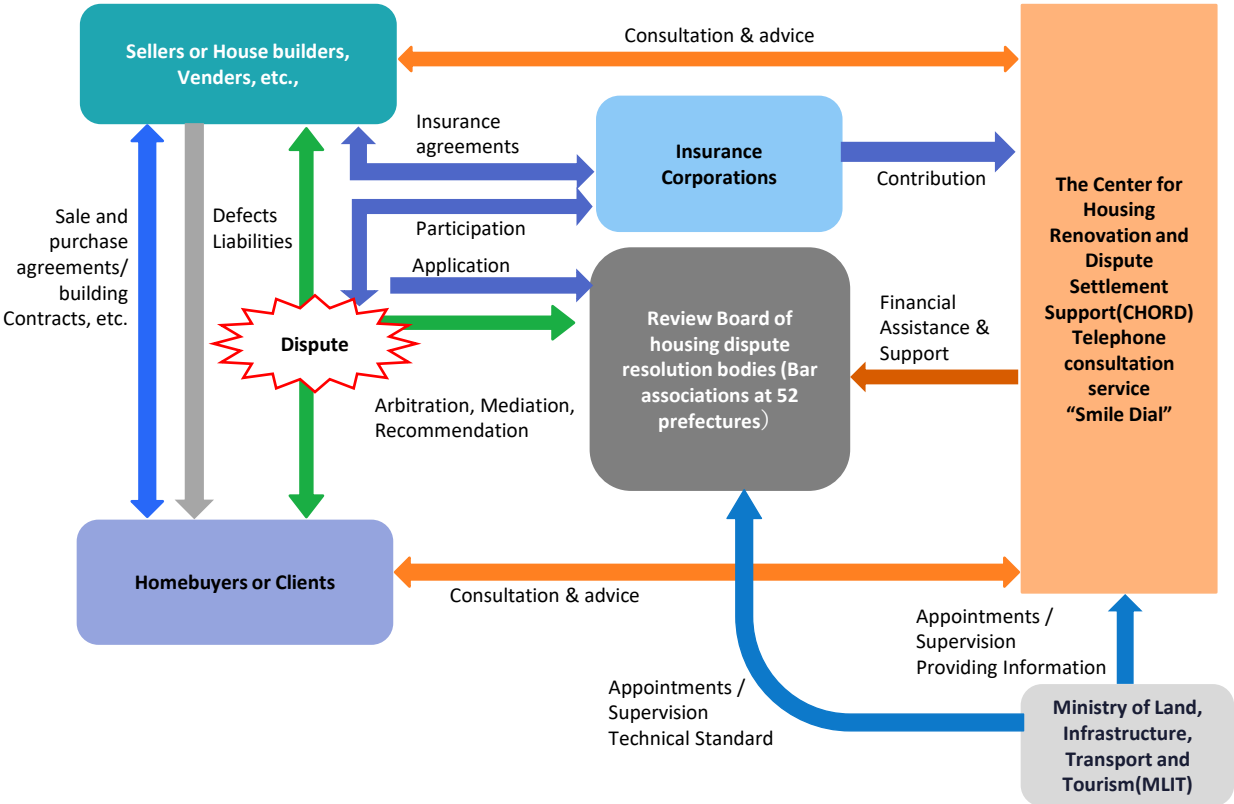 Sellers or House builders,
Venders, etc.,
Consultation & advice
Insurance
agreements
Insurance
Corporations
Contribution
The Center for
Housing
Renovation and
Dispute
Settlement
Support(CHORD)
Telephone
consultation
service
“Smile Dial”
Sale and
purchase
agreements/
building
Contracts, etc.
Defects
Liabilities
Participation
Application
Dispute
Review Board of
housing dispute
resolution bodies (Bar
associations at 52
prefectures）
Financial
Assistance &
Support
Arbitration, Mediation,
Recommendation
Homebuyers or Clients
Consultation & advice
Appointments /
Supervision
Providing Information
Appointments /
Supervision
Technical Standard
Ministry of Land,
Infrastructure,
Transport and
Tourism(MLIT)